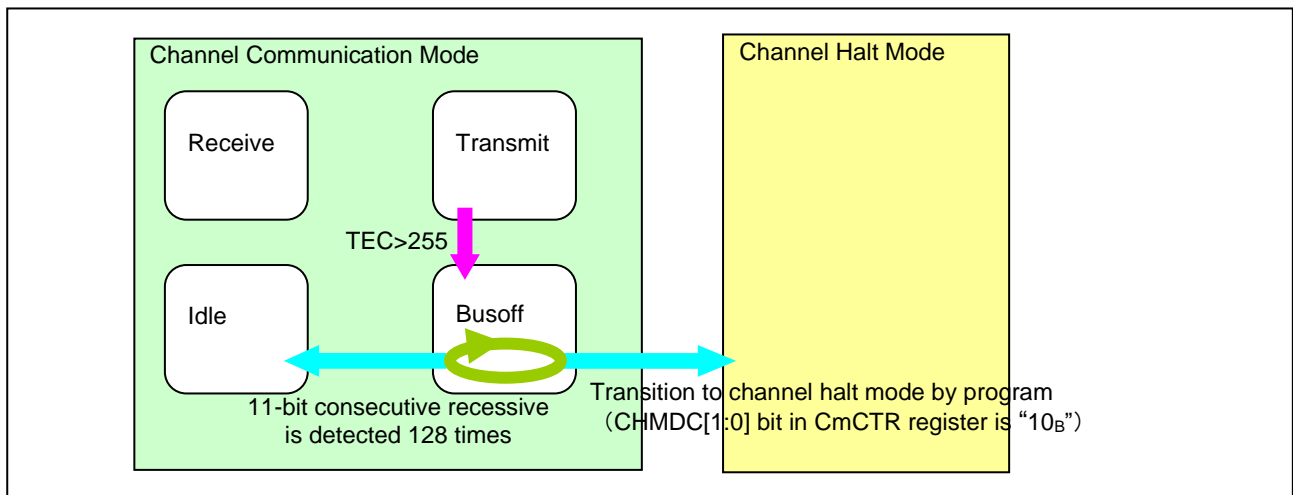 Channel Communication Mode
Channel Halt Mode
Receive
Transmit
TEC>255
Idle
Busoff
11-bit consecutive recessive
is detected 128 times
Transition to channel halt mode by program
（CHMDC[1:0] bit in CmCTR register is “10B”）